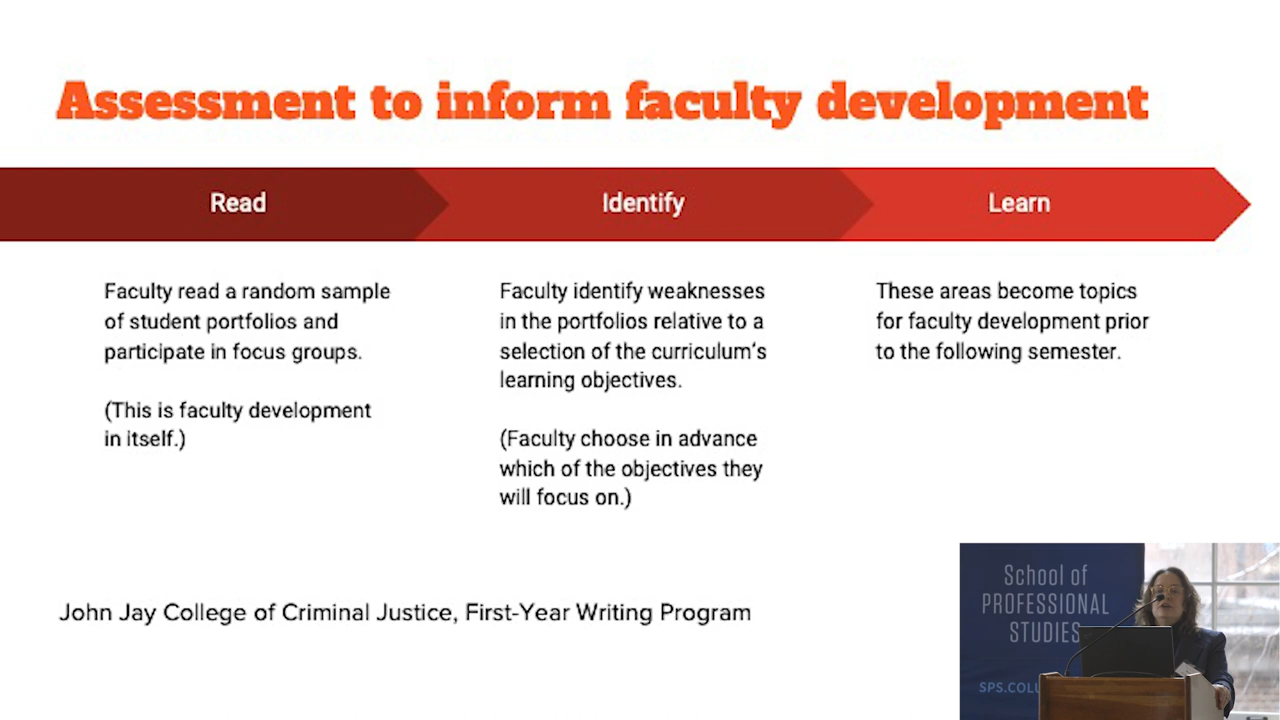 Assessment to inform faculty development
Read
Identify
Learn
Faculty read a random sample
of student portfolios and
participate in focus groups.
(This is faculty development
in itself.)
Faculty identify weaknesses
in the portfolios relative to a
selection of the curriculum's
learning objectives.
(Faculty choose in advance
which of the objectives they
will focus on.)
These areas become topics
for faculty development prior
to the following semester.
John Jay College of Criminal Justice, First-Year Writing Program
School of
PROFESSIONAL
STUDIES
SPS.COLU